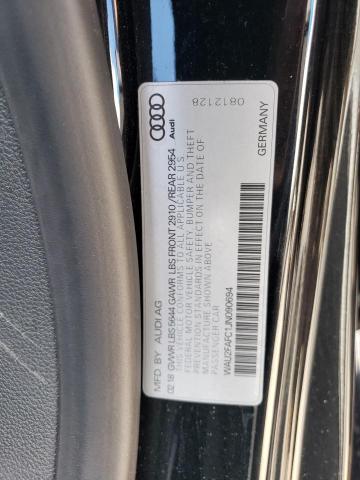 Audi
0812128
MFD BY AUDI AG GERMANY
02 18 GVWR LBS 5644 GAWR LBS FRONT 2910 / REAR 2954
THIS VEHICLE CONFORMS TO ALL APPLICABLE U.S.
FEDERAL MOTOR VEHICLE SAFETY, BUMPER AND THEFT
PREVENTION STANDARDS IN EFFECT ON THE DATE OF
MANUFACTURE SHOWN ABOVE
PASSENGER CAR
WAU2FAFC1JN090694